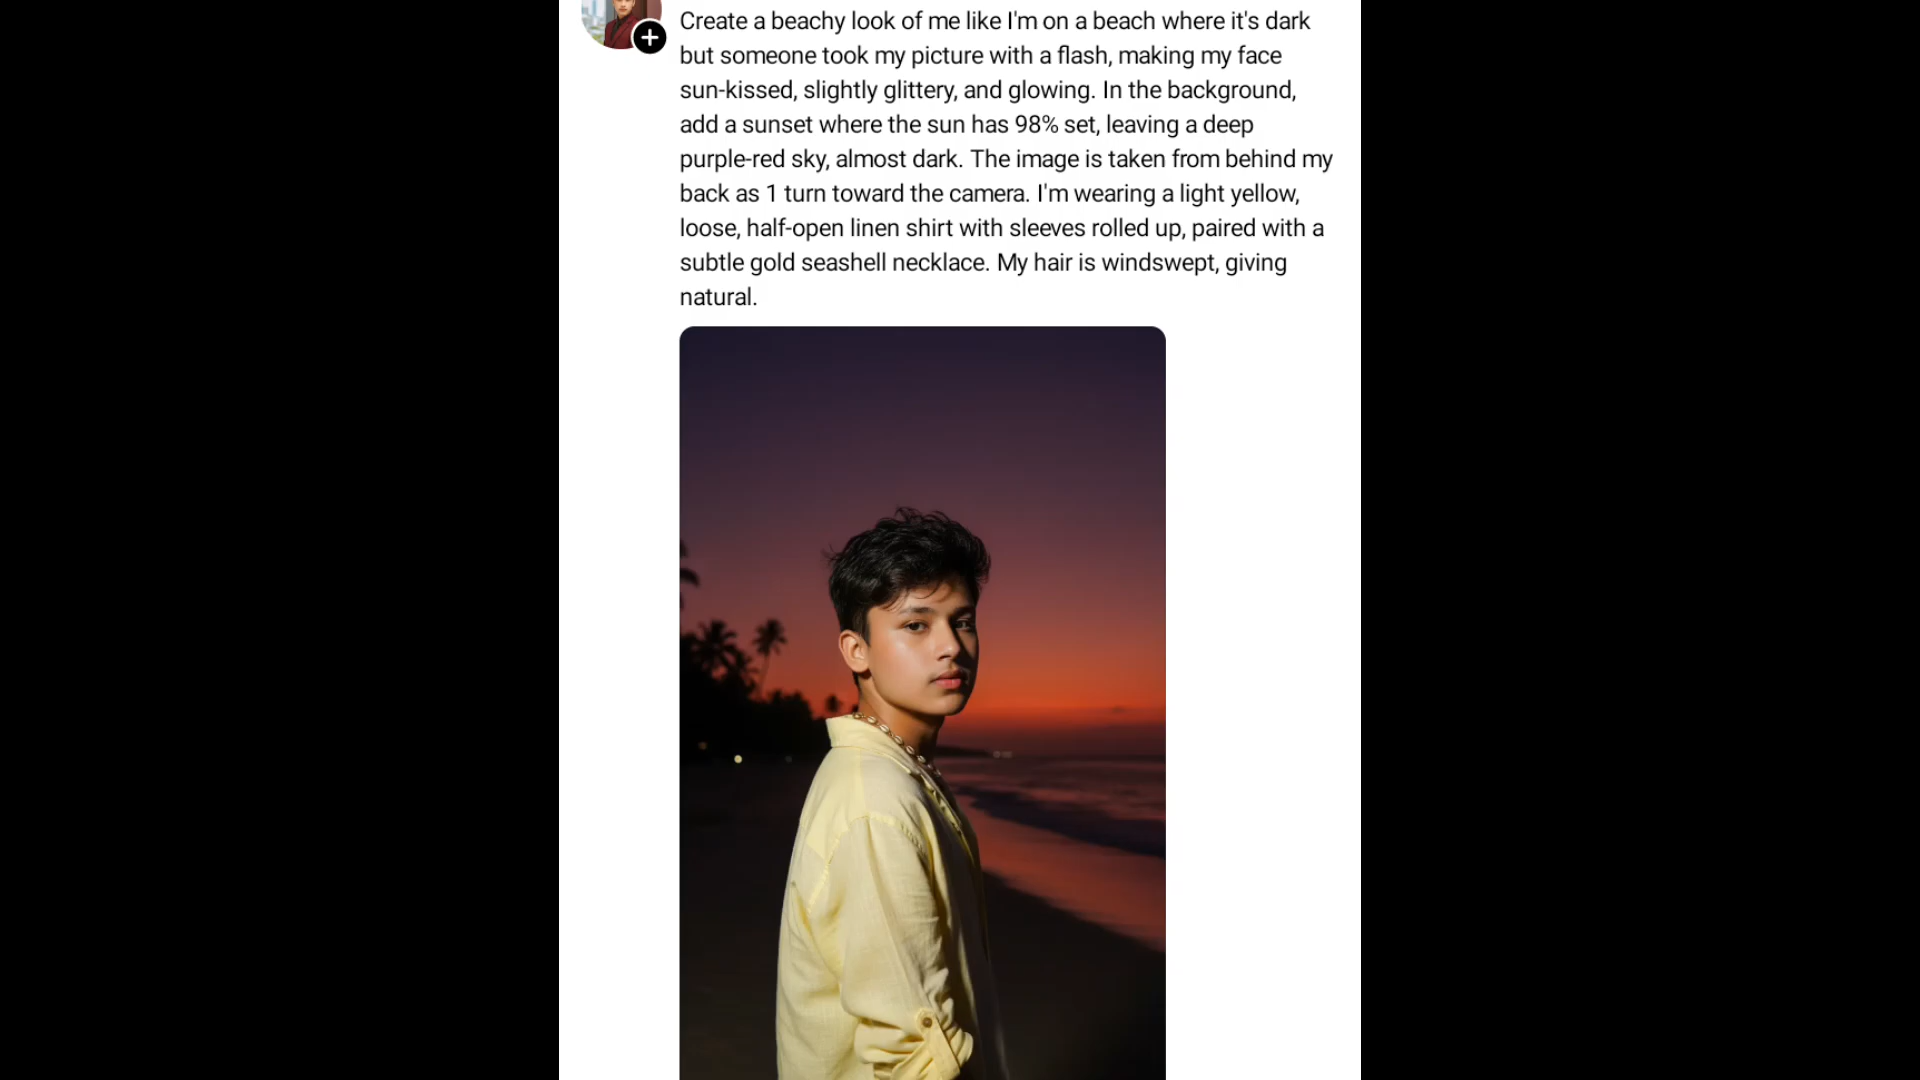 Create a beachy look of me like I'm on a beach where it's dark
but someone took my picture with a flash, making my face
sun-kissed, slightly glittery, and glowing. In the background,
add a sunset where the sun has 98% set, leaving a deep
purple-red sky, almost dark. The image is taken from behind my
back as 1 turn toward the camera. I'm wearing a light yellow,
loose, half-open linen shirt with sleeves rolled up, paired with a
subtle gold seashell necklace. My hair is windswept, giving
natural.